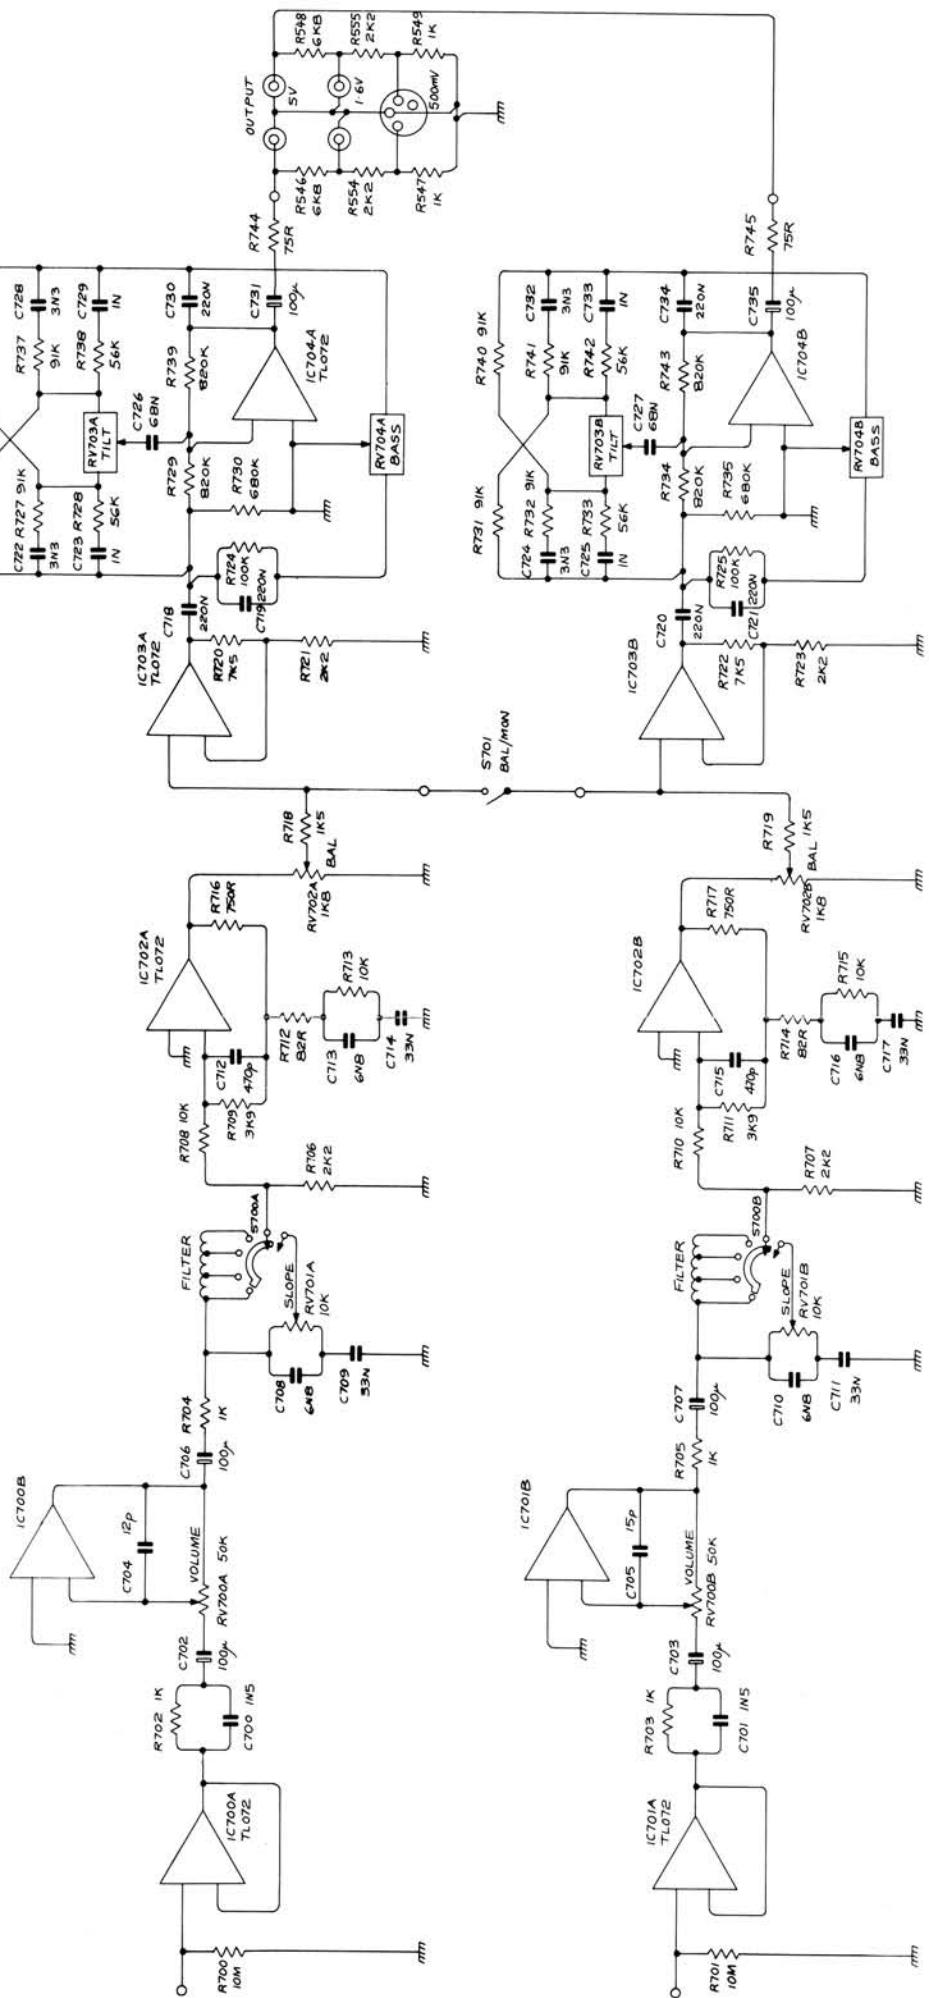 R548
6K8
R555
2K2
R549
1K
OUTPUT
5V
1.6V
500mV
R546
6K8
R554
2K2
R547
1K
R744
75R
R745
75R
C728
3N3
C729
1N
C730
220N
C731
100µ
R737
91K
R738
56K
R739
820K
IC704A
TL072
C726
68N
RV703A
TILT
R729
820K
R730
680K
RV704A
BASS
C722
3N3
R727
91K
C723
1N
R728
56K
C718
220N
R724
100K
C719
220N
IC703A
TL072
R720
7K5
R721
2K2
R740 91K
C732
3N3
C733
1N
C734
220N
C735
100µ
R741
91K
R742
56K
R743
820K
IC704B
C727
68N
RV703B
TILT
R734
820K
R735
680K
RV704B
BASS
R731 91K
R732 91K
R733
56K
C724
3N3
C725
1N
C720
220N
R725
100K
C721
220N
IC703B
R722
7K5
R723
2K2
S701
BAL/MON
R718
1K5
BAL
RV702A
1K8
R719
1K5
BAL
RV702B
1K8
IC702A
TL072
R716
750R
R713
10K
R712
82R
C713
6N8
C714
33N
C712
470p
R709
3K9
R708 10K
R706
2K2
IC702B
R717
750R
R715
10K
R714
82R
C716
6N8
C717
33N
C715
470p
R711
3K9
R710 10K
R707
2K2
FILTER
S700A
SLOPE
RV701A
10K
C708
6N8
C709
33N
R704
1K
C706
100µ
FILTER
S700B
SLOPE
RV701B
10K
C710
6N8
C711
33N
C707
100µ
R705
1K
IC700B
12p
C704
VOLUME
RV700A 50K
C702
100µ
R702 1K
C700 1N5
IC700A
TL072
R700
10M
IC701B
15p
C705
VOLUME
RV700B 50K
C703
100µ
R703 1K
C701 1N5
IC701A
TL072
R701
10M